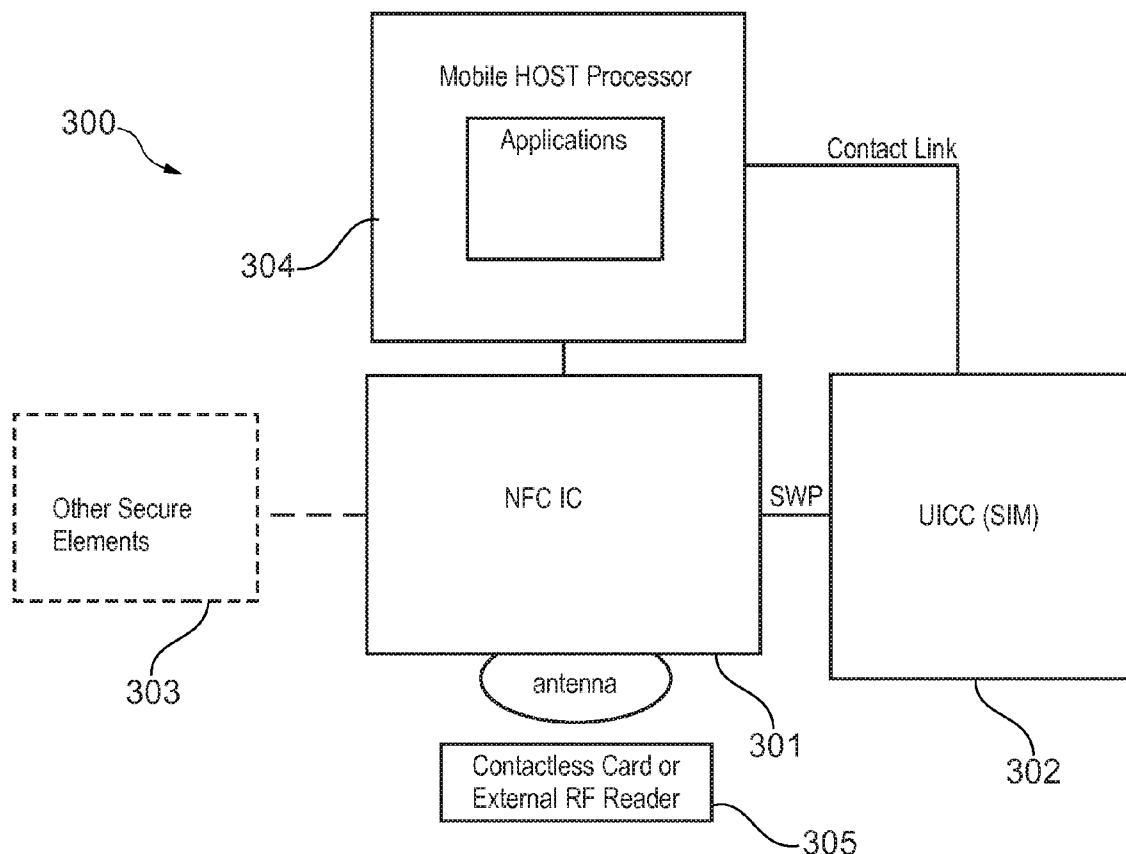 Mobile HOST Processor
300
Applications
Contact Link
304
NFC IC
SWP
UICC (SIM)
Other Secure
Elements
antenna
303
301
302
Contactless Card or
External RF Reader
305